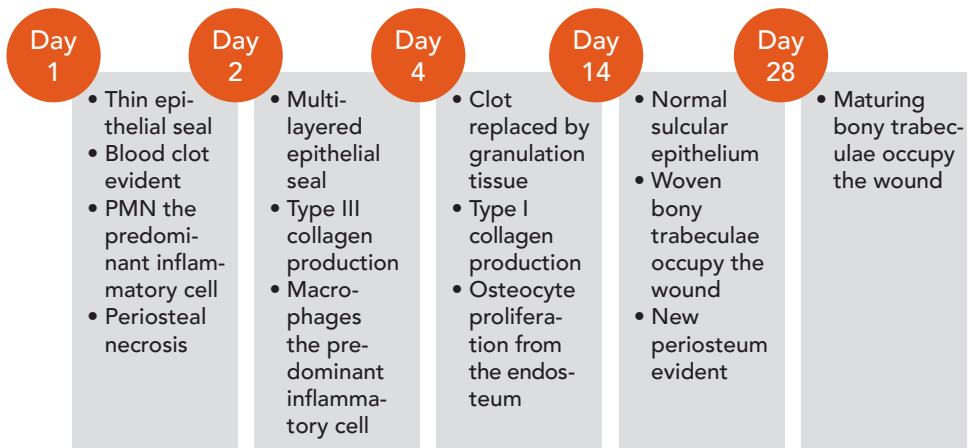 Day
1
• Thin epi-
thelial seal
• Blood clot
evident
• PMN the
predomi-
nant inflam-
matory cell
• Periosteal
necrosis
Day
2
• Multi-
layered
epithelial
seal
• Type III
collagen
production
• Macro-
phages
the pre-
dominant
inflamma-
tory cell
Day
4
• Clot
replaced by
granulation
tissue
• Type I
collagen
production
• Osteocyte
prolifera-
tion from
the endos-
teum
Day
14
• Normal
sulcular
epithelium
• Woven
bony
trabeculae
occupy the
wound
• New
periosteum
evident
Day
28
• Maturing
bony trabec-
ulae occupy
the wound